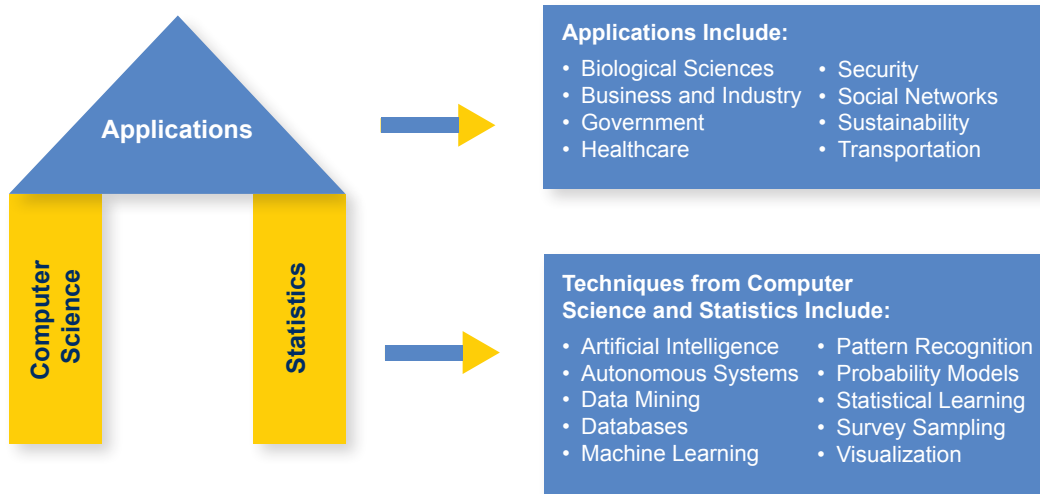 Applications
Computer
Science
Statistics
Applications Include:
• Biological Sciences
• Business and Industry
• Government
• Healthcare
• Security
• Social Networks
• Sustainability
• Transportation
Techniques from Computer
Science and Statistics Include:
• Artificial Intelligence
• Autonomous Systems
• Data Mining
• Databases
• Machine Learning
• Pattern Recognition
• Probability Models
• Statistical Learning
• Survey Sampling
• Visualization